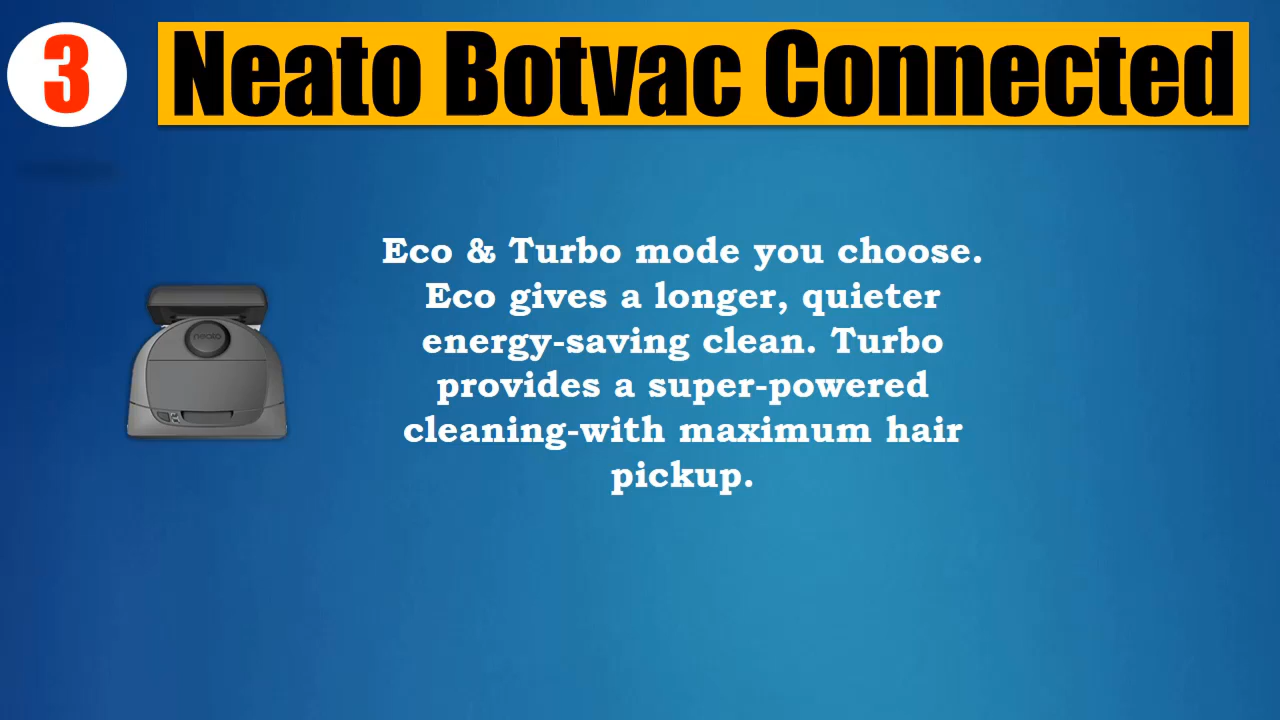 3
Neato Botvac Connected
Eco & Turbo mode you choose.
Eco gives a longer, quieter
energy-saving clean. Turbo
provides a super-powered
cleaning-with maximum hair
pickup.
neato